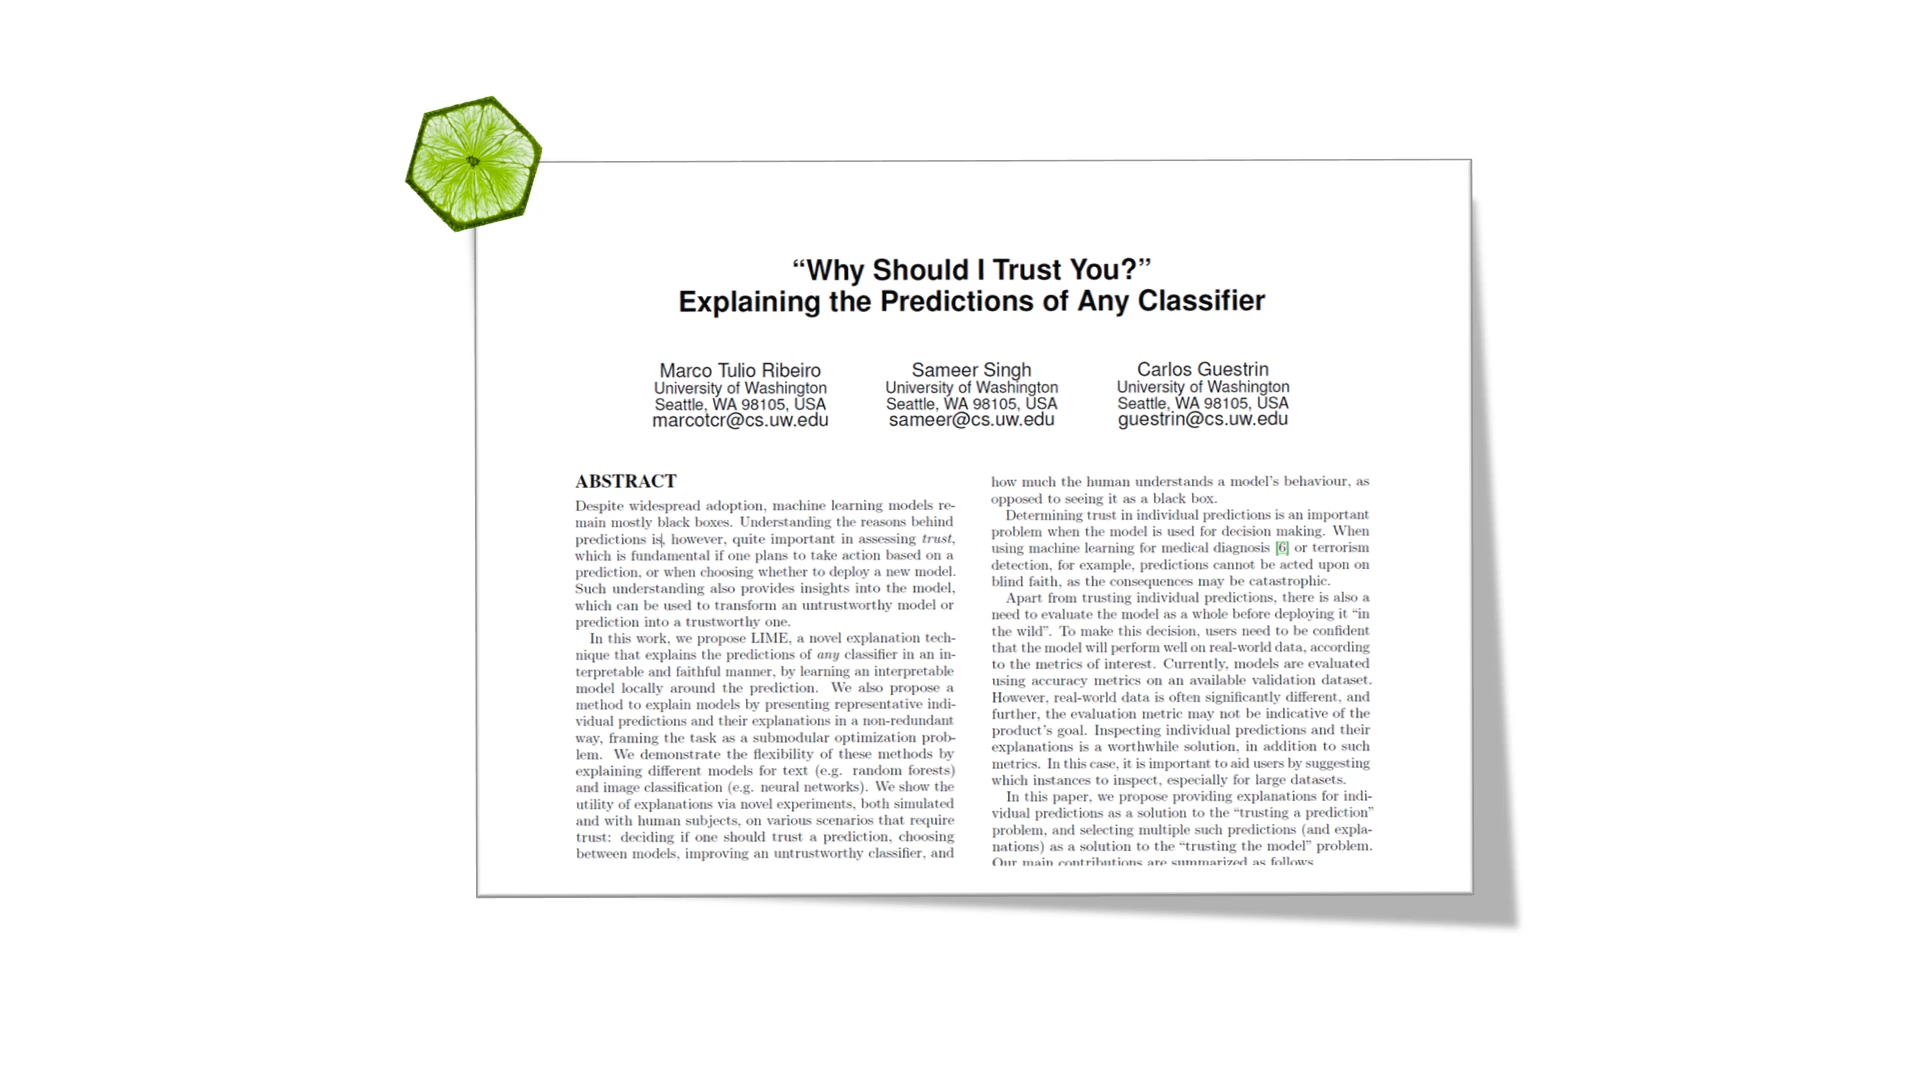 “Why Should I Trust You?”
Explaining the Predictions of Any Classifier
Marco Tulio Ribeiro
University of Washington
Seattle, WA 98105, USA
marcotcr@cs.uw.edu
Sameer Singh
University of Washington
Seattle, WA 98105, USA
sameer@cs.uw.edu
Carlos Guestrin
University of Washington
Seattle, WA 98105, USA
guestrin@cs.uw.edu
ABSTRACT
Despite widespread adoption, machine learning models re-
main mostly black boxes. Understanding the reasons behind
predictions is, however, quite important in assessing trust,
which is fundamental if one plans to take action based on a
prediction, or when choosing whether to deploy a new model.
Such understanding also provides insights into the model,
which can be used to transform an untrustworthy model or
prediction into a trustworthy one.
In this work, we propose LIME, a novel explanation tech-
nique that explains the predictions of any classifier in an in-
terpretable and faithful manner, by learning an interpretable
model locally around the prediction. We also propose a
method to explain models by presenting representative indi-
vidual predictions and their explanations in a non-redundant
way, framing the task as a submodular optimization prob-
lem. We demonstrate the flexibility of these methods by
explaining different models for text (e.g. random forests)
and image classification (e.g. neural networks). We show the
utility of explanations via novel experiments, both simulated
and with human subjects, on various scenarios that require
trust: deciding if one should trust a prediction, choosing
between models, improving an untrustworthy classifier, and
how much the human understands a model’s behaviour, as
opposed to seeing it as a black box.
Determining trust in individual predictions is an important
problem when the model is used for decision making. When
using machine learning for medical diagnosis [6] or terrorism
detection, for example, predictions cannot be acted upon on
blind faith, as the consequences may be catastrophic.
Apart from trusting individual predictions, there is also a
need to evaluate the model as a whole before deploying it “in
the wild”. To make this decision, users need to be confident
that the model will perform well on real-world data, according
to the metrics of interest. Currently, models are evaluated
using accuracy metrics on an available validation dataset.
However, real-world data is often significantly different, and
further, the evaluation metric may not be indicative of the
product’s goal. Inspecting individual predictions and their
explanations is a worthwhile solution, in addition to such
metrics. In this case, it is important to aid users by suggesting
which instances to inspect, especially for large datasets.
In this paper, we propose providing explanations for indi-
vidual predictions as a solution to the “trusting a prediction”
problem, and selecting multiple such predictions (and expla-
nations) as a solution to the “trusting the model” problem.
Our main contributions are summarized as follows